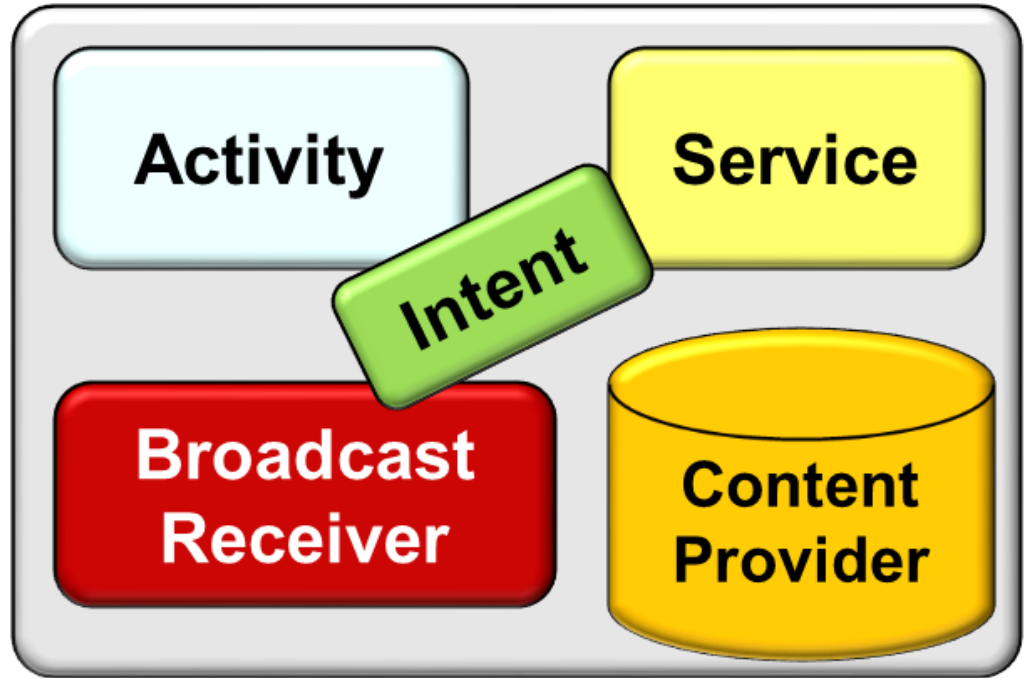 Activity
Service
Intent
Broadcast
Receiver
Content
Provider